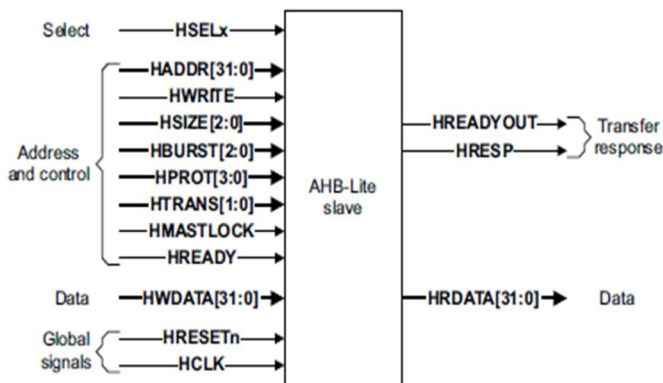 Select
HSELx
HADDR[31:0]
HWRITE
HSIZE[2:0]
HBURST[2:0]
HPROT[3:0]
HTRANS[1:0]
HMASTLOCK
HREADY
Address
and control
Data
HWDATA[31:0]
Global
signals
HRESETn
HCLK
AHB-Lite
slave
HREADYOUT
HRESP
Transfer
response
HRDATA[31:0]
Data